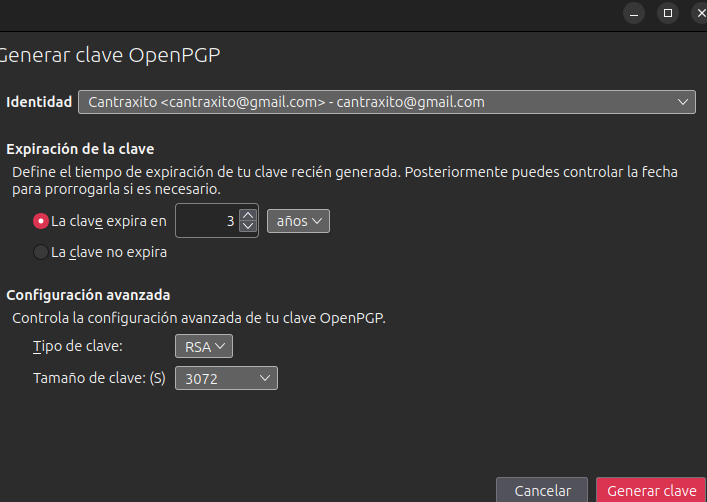 Generar clave OpenPGP
Identidad Cantraxito <cantraxito@gmail.com> - cantraxito@gmail.com
Expiración de la clave
Define el tiempo de expiración de tu clave recién generada. Posteriormente puedes controlar la fecha
para prorrogarla si es necesario.
La clave expira en 3 años
La clave no expira
Configuración avanzada
Controla la configuración avanzada de tu clave OpenPGP.
Tipo de clave: RSA
Tamaño de clave: (S) 3072
Cancelar Generar clave